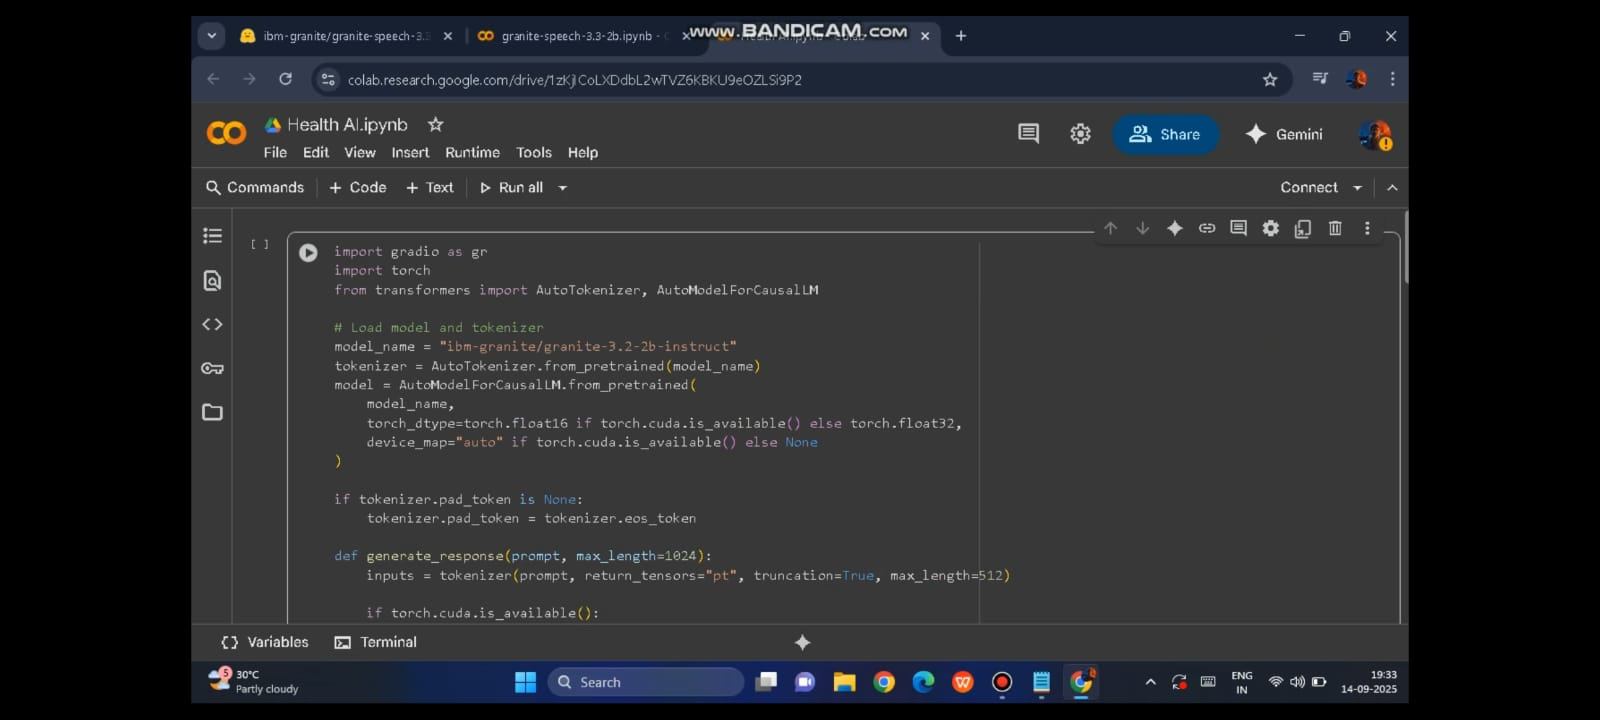 ibm-granite/granite-speech-3.3
granite-speech-3.3-2b.ipynb - C
www.BANDICAM.com
colab.research.google.com/drive/1zKjlCoLXDdbL2wTVZ6KBKU9eOZLSi9P2
Health AI.ipynb
Share
Gemini
File Edit View Insert Runtime Tools Help
Commands + Code + Text Run all
Connect
[ ]
import gradio as gr
import torch
from transformers import AutoTokenizer, AutoModelForCausalLM
# Load model and tokenizer
model_name = "ibm-granite/granite-3.2-2b-instruct"
tokenizer = AutoTokenizer.from_pretrained(model_name)
model = AutoModelForCausalLM.from_pretrained(
model_name,
torch_dtype=torch.float16 if torch.cuda.is_available() else torch.float32,
device_map="auto" if torch.cuda.is_available() else None
)
if tokenizer.pad_token is None:
tokenizer.pad_token = tokenizer.eos_token
def generate_response(prompt, max_length=1024):
inputs = tokenizer(prompt, return_tensors="pt", truncation=True, max_length=512)
if torch.cuda.is_available():
Variables Terminal
5
30°C
Partly cloudy
Search
ENG
IN
19:33
14-09-2025